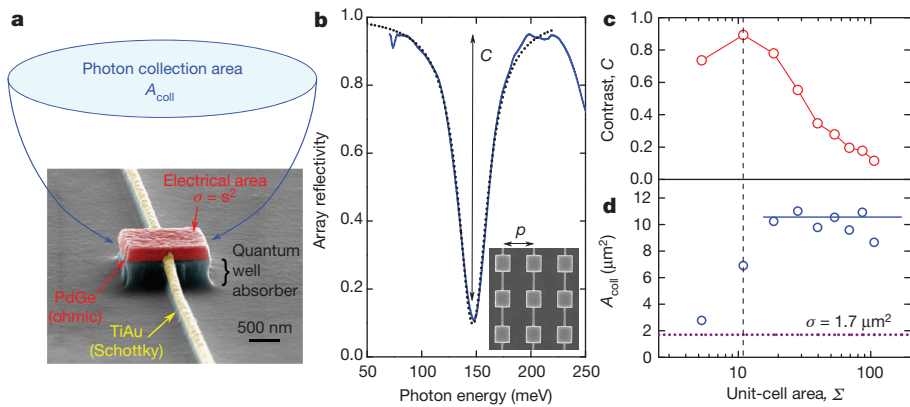 a
Photon collection area
A_coll
Electrical area
σ = s²
Quantum
well
absorber
PdGe
(ohmic)
TiAu
(Schottky)
500 nm
b
Array reflectivity
1.0
0.8
0.6
0.4
0.2
0.0
C
p
50 100 150 200 250
Photon energy (meV)
c
Contrast, C
1.0
0.8
0.6
0.4
0.2
0.0
d
A_coll (μm²)
12
10
8
6
4
2
0
σ = 1.7 μm²
10 100
Unit-cell area, Σ